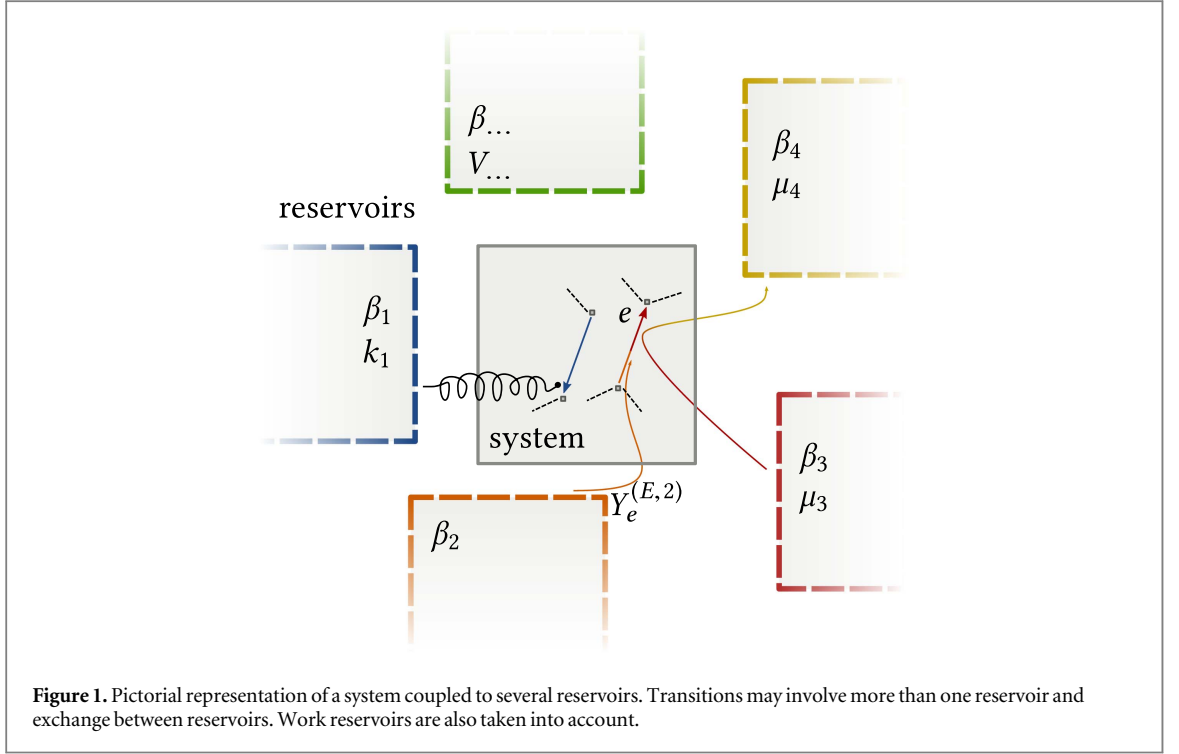 β...
V...
β₄
μ₄
reservoirs
β₁
k₁
e
system
β₃
μ₃
Yₑ^(E,2)
β₂
Figure 1. Pictorial representation of a system coupled to several reservoirs. Transitions may involve more than one reservoir and
exchange between reservoirs. Work reservoirs are also taken into account.